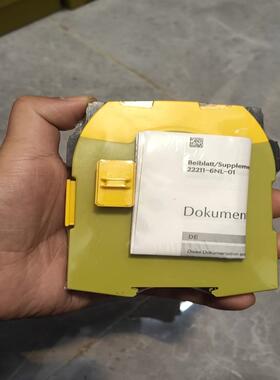 Beiblatt/Suppleme
22211-6NL-01
Dokumen
DE